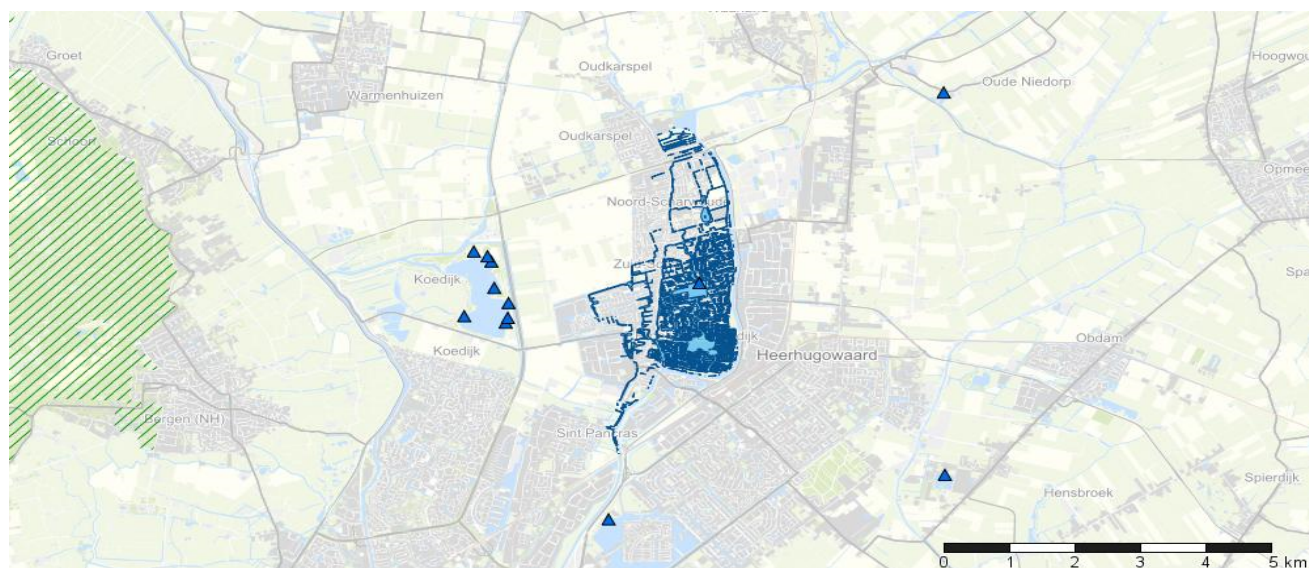 Groet
Oudkarspel
Oude Niedorp
Hoogwou
Warmenhuizen
Schoorl
Oudkarspel
Opmee
Noord-Scharwoude
Koedijk
Spa
Koedijk
Obdam
Heerhugowaard
Bergen (NH)
Sint Pancras
Spierdijk
Hensbroek
0 1 2 3 4 5 km